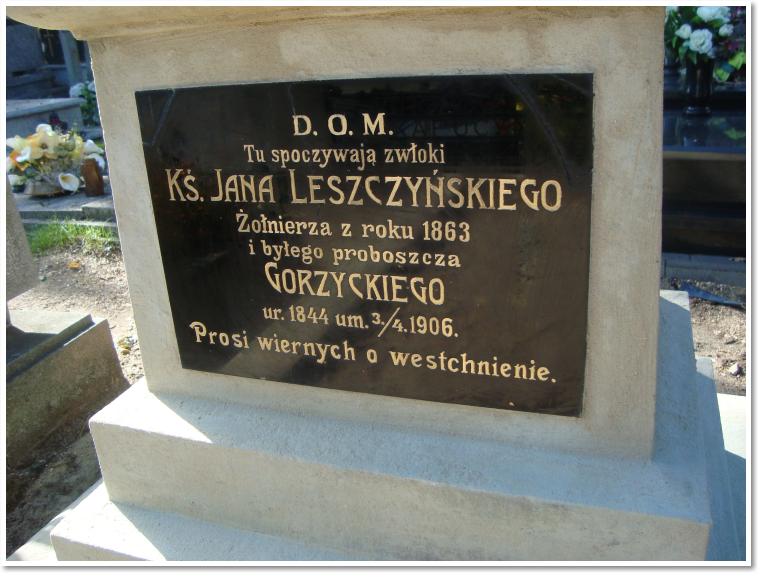 D. O. M.
Tu spoczywają zwłoki
KŚ. JANA LESZCZYŃSKIEGO
Żołnierza z roku 1863
i byłego proboszcza
GORZYCKIEGO
ur. 1844 um. 3/4. 1906.
Prosi wiernych o westchnienie.